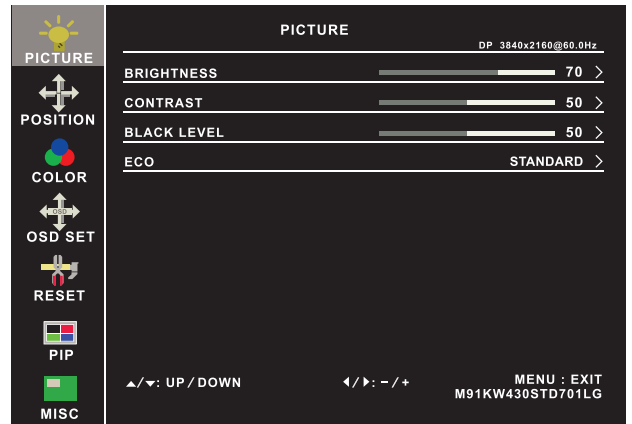 PICTURE
POSITION
COLOR
OSD
OSD SET
RESET
PIP
MISC
PICTURE
DP 3840x2160@60.0Hz
BRIGHTNESS 70 >
CONTRAST 50 >
BLACK LEVEL 50 >
ECO STANDARD >
▲/▼: UP / DOWN ◀/▶: - / + MENU : EXIT
M91KW430STD701LG